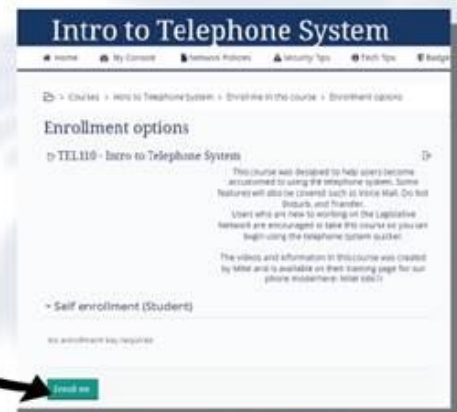 Intro to Telephone System
Home My Console Network Policies Security Tips Tech Tips Badge
Courses > Intro to Telephone System > Enroll me in this course > Enrollment options
Enrollment options
TEL110 - Intro to Telephone System
This course was designed to help users become
accustomed to using the telephone system. Some
features will also be covered such as Voice Mail, Do Not
Disturb, and Transfer.
Users who are new to working on the Legislative
Network are encouraged to take this course so you can
begin using the telephone system quicker.
The videos and information in this course was created
by Mitel and is available on their training page for our
phone model here: Mitel
Self enrollment (Student)
No enrollment key required.
Enroll me